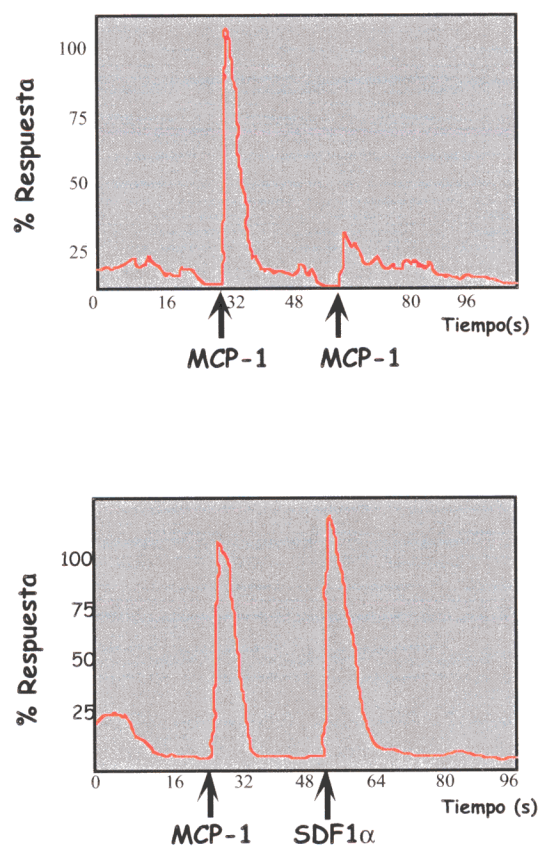 % Respuesta
100
75
50
25
0 16 32 48 80 96
Tiempo(s)
MCP-1 MCP-1
% Respuesta
100
75
50
25
0 16 32 48 64 80 96
Tiempo (s)
MCP-1 SDF1α